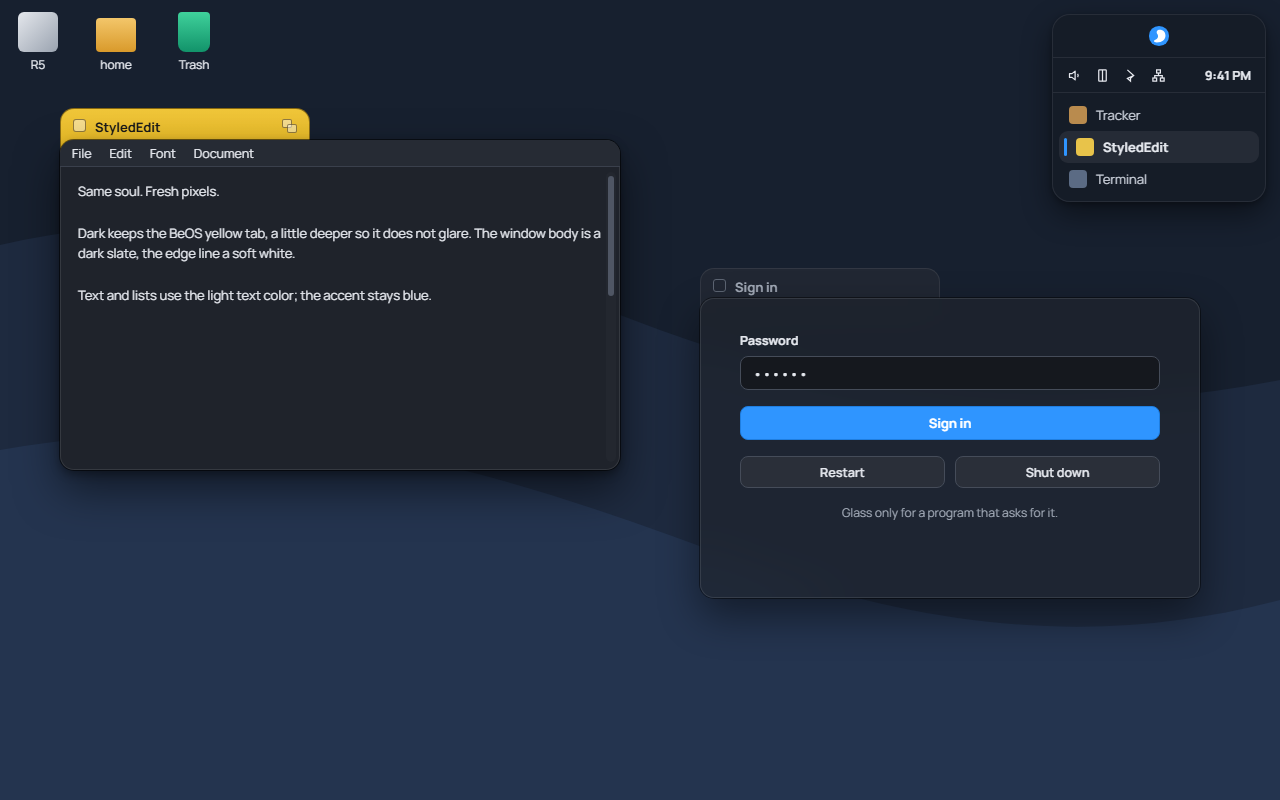 R5
home
Trash
9:41 PM
Tracker
StyledEdit
Terminal
StyledEdit
File Edit Font Document
Same soul. Fresh pixels.
Dark keeps the BeOS yellow tab, a little deeper so it does not glare. The window body is a
dark slate, the edge line a soft white.
Text and lists use the light text color; the accent stays blue.
Sign in
Password
••••••
Sign in
Restart
Shut down
Glass only for a program that asks for it.